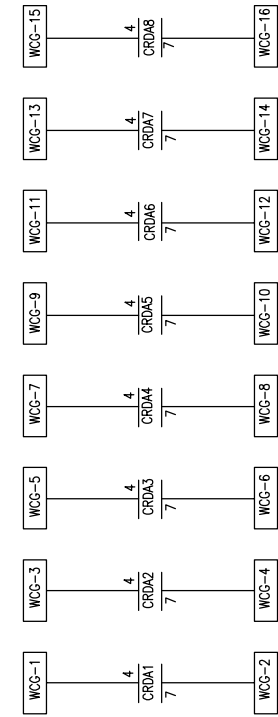 WCG-15
4
CRDA8
7
WCG-16
WCG-13
4
CRDA7
7
WCG-14
WCG-11
4
CRDA6
7
WCG-12
WCG-9
4
CRDA5
7
WCG-10
WCG-7
4
CRDA4
7
WCG-8
WCG-5
4
CRDA3
7
WCG-6
WCG-3
4
CRDA2
7
WCG-4
WCG-1
4
CRDA1
7
WCG-2